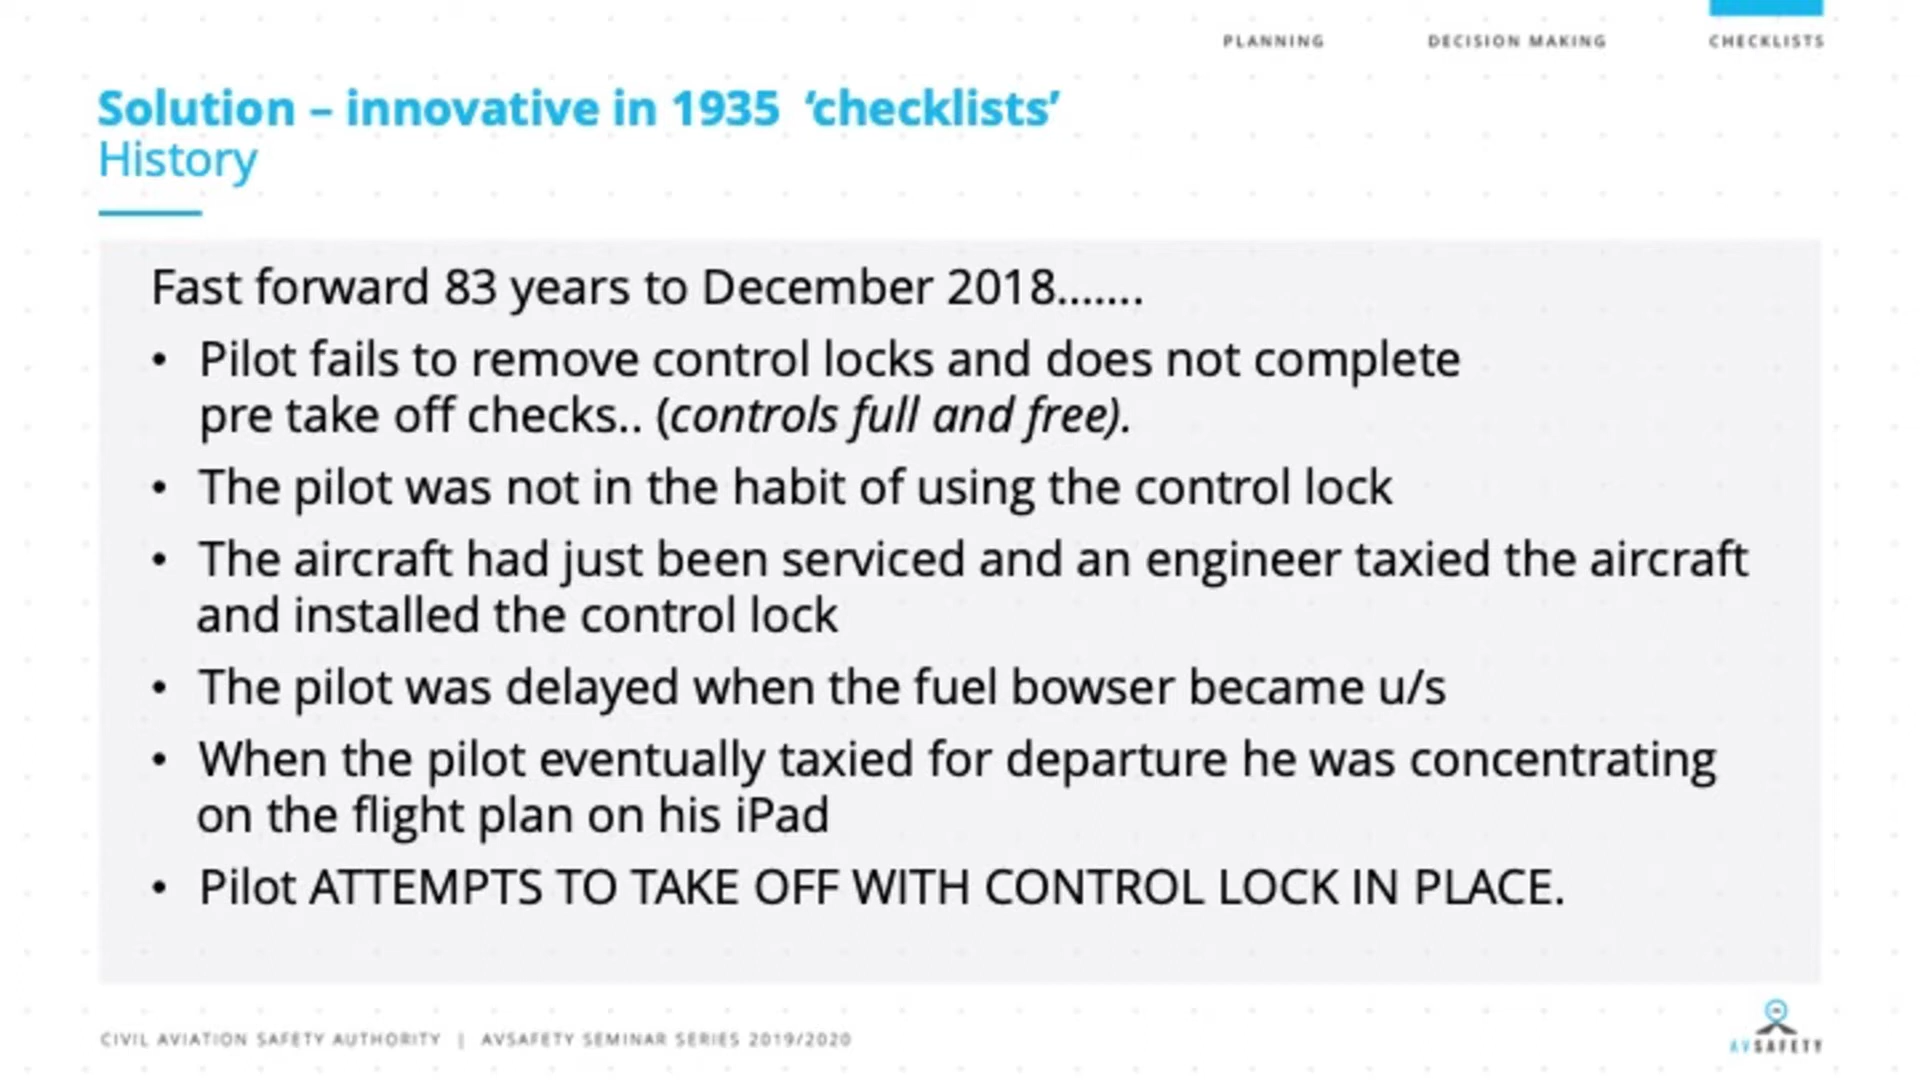 PLANNING DECISION MAKING CHECKLISTS
Solution – innovative in 1935 ‘checklists’
History
Fast forward 83 years to December 2018.......
• Pilot fails to remove control locks and does not complete
pre take off checks.. (controls full and free).
• The pilot was not in the habit of using the control lock
• The aircraft had just been serviced and an engineer taxied the aircraft
and installed the control lock
• The pilot was delayed when the fuel bowser became u/s
• When the pilot eventually taxied for departure he was concentrating
on the flight plan on his iPad
• Pilot ATTEMPTS TO TAKE OFF WITH CONTROL LOCK IN PLACE.
CIVIL AVIATION SAFETY AUTHORITY | AVSAFETY SEMINAR SERIES 2019/2020
AVSAFETY